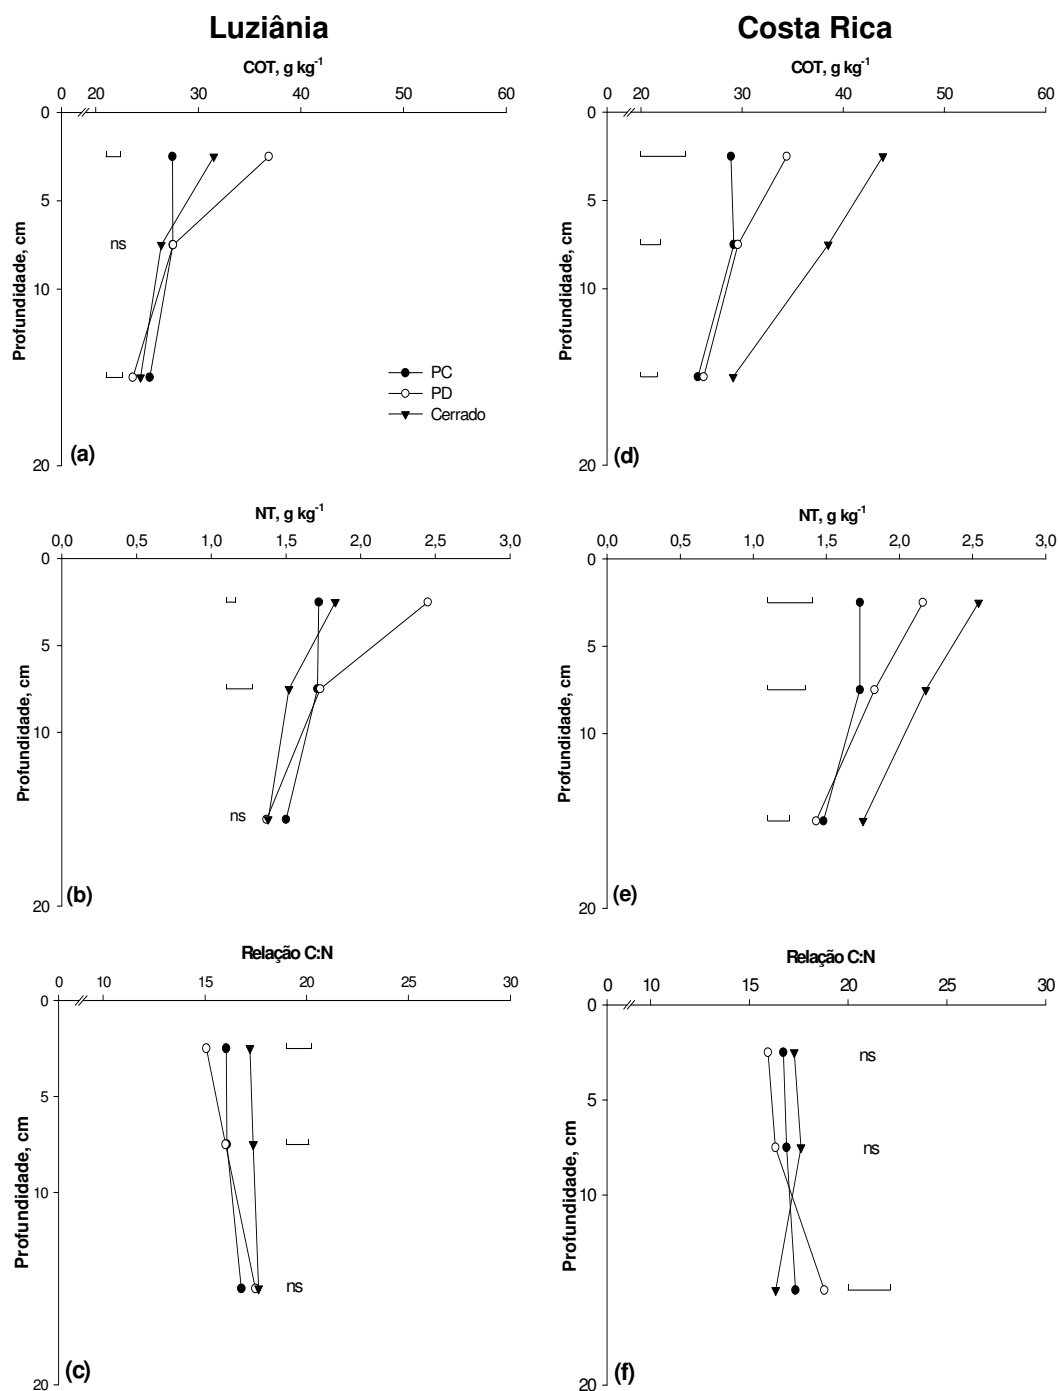 Luziânia
COT, g kg-1
0 20 30 40 50 60
0
5
10
20
Profundidade, cm
ns
PC
PD
Cerrado
(a)
Costa Rica
COT, g kg-1
0 20 30 40 50 60
0
5
10
20
Profundidade, cm
(d)
NT, g kg-1
0,0 0,5 1,0 1,5 2,0 2,5 3,0
0
5
10
20
Profundidade, cm
ns
(b)
NT, g kg-1
0,0 0,5 1,0 1,5 2,0 2,5 3,0
0
5
10
20
Profundidade, cm
(e)
Relação C:N
0 10 15 20 25 30
0
5
10
20
Profundidade, cm
ns
(c)
Relação C:N
0 10 15 20 25 30
0
5
10
20
Profundidade, cm
ns
ns
(f)